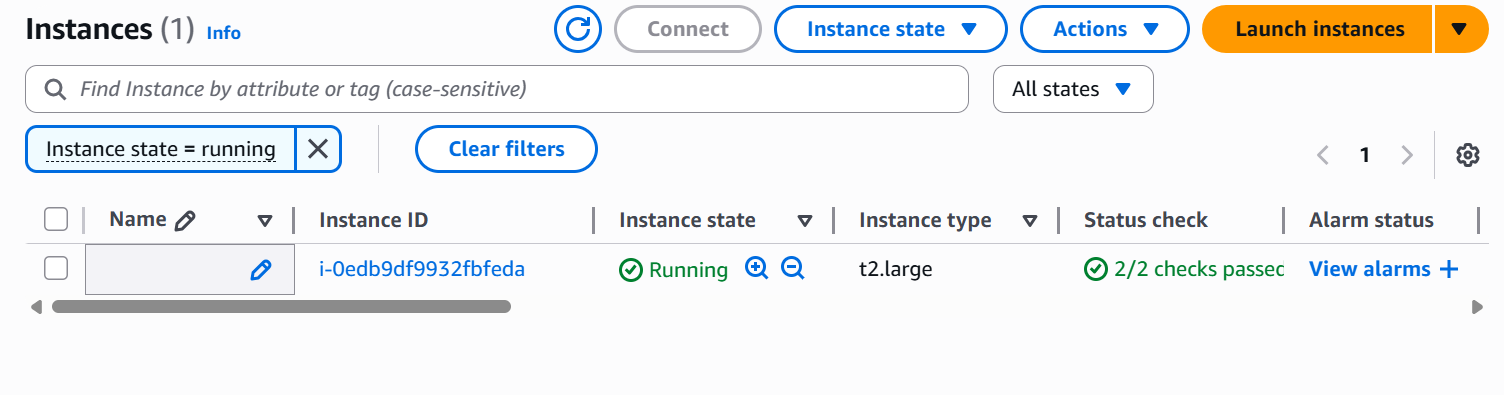 Instances (1) Info Connect Instance state Actions Launch instances
Find Instance by attribute or tag (case-sensitive) All states
Instance state = running Clear filters 1
Name Instance ID Instance state Instance type Status check Alarm status
i-0edb9df9932fbfeda Running t2.large 2/2 checks passed View alarms